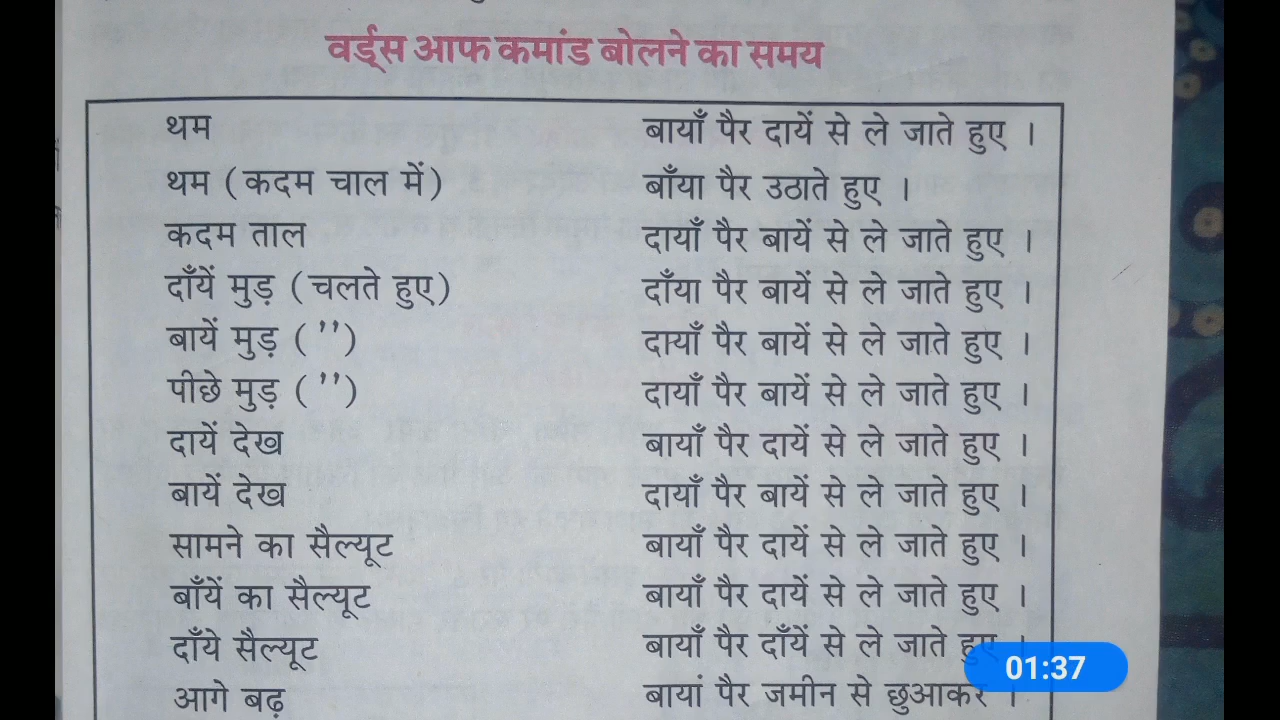 वर्ड्स आफ कमांड बोलने का समय
थम बायाँ पैर दायें से ले जाते हुए ।
थम (कदम चाल में) बाँया पैर उठाते हुए ।
कदम ताल दायाँ पैर बायें से ले जाते हुए ।
दाँयें मुड़ (चलते हुए) दाँया पैर बायें से ले जाते हुए ।
बायें मुड़ ( '' ) दायाँ पैर बायें से ले जाते हुए ।
पीछे मुड़ ( '' ) दायाँ पैर बायें से ले जाते हुए ।
दायें देख बायाँ पैर दायें से ले जाते हुए ।
बायें देख दायाँ पैर बायें से ले जाते हुए ।
सामने का सैल्यूट बायाँ पैर दायें से ले जाते हुए ।
बाँयें का सैल्यूट बायाँ पैर दायें से ले जाते हुए ।
दाँये सैल्यूट बायाँ पैर दाँयें से ले जाते हुए ।
आगे बढ़ बायां पैर जमीन से छुआकर ।
01:37